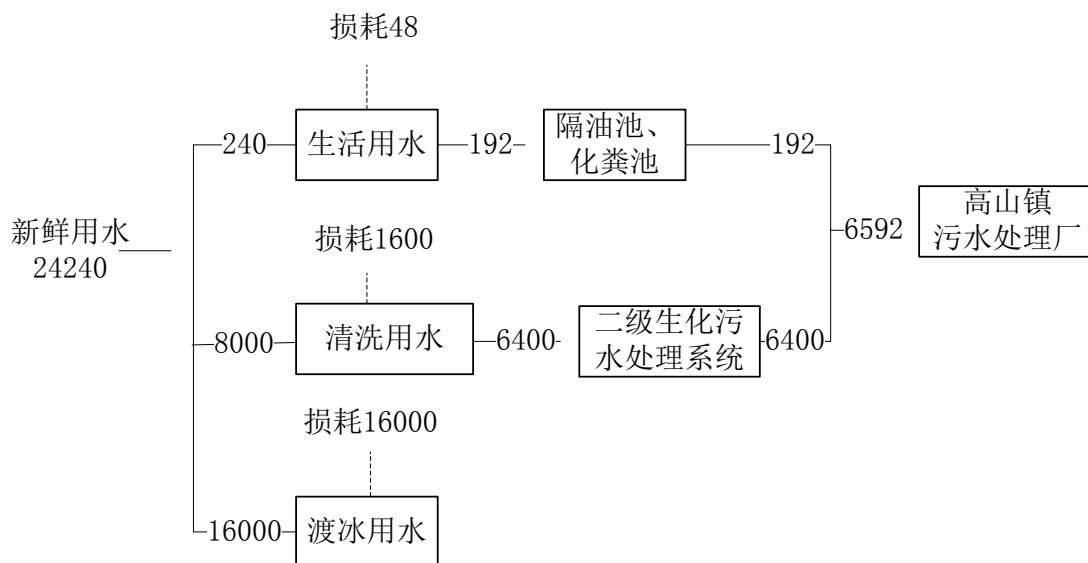 损耗48
240
生活用水
192
隔油池、
化粪池
192
新鲜用水
24240
损耗1600
6592
高山镇
污水处理厂
8000
清洗用水
6400
二级生化污
水处理系统
6400
损耗16000
16000
渡冰用水